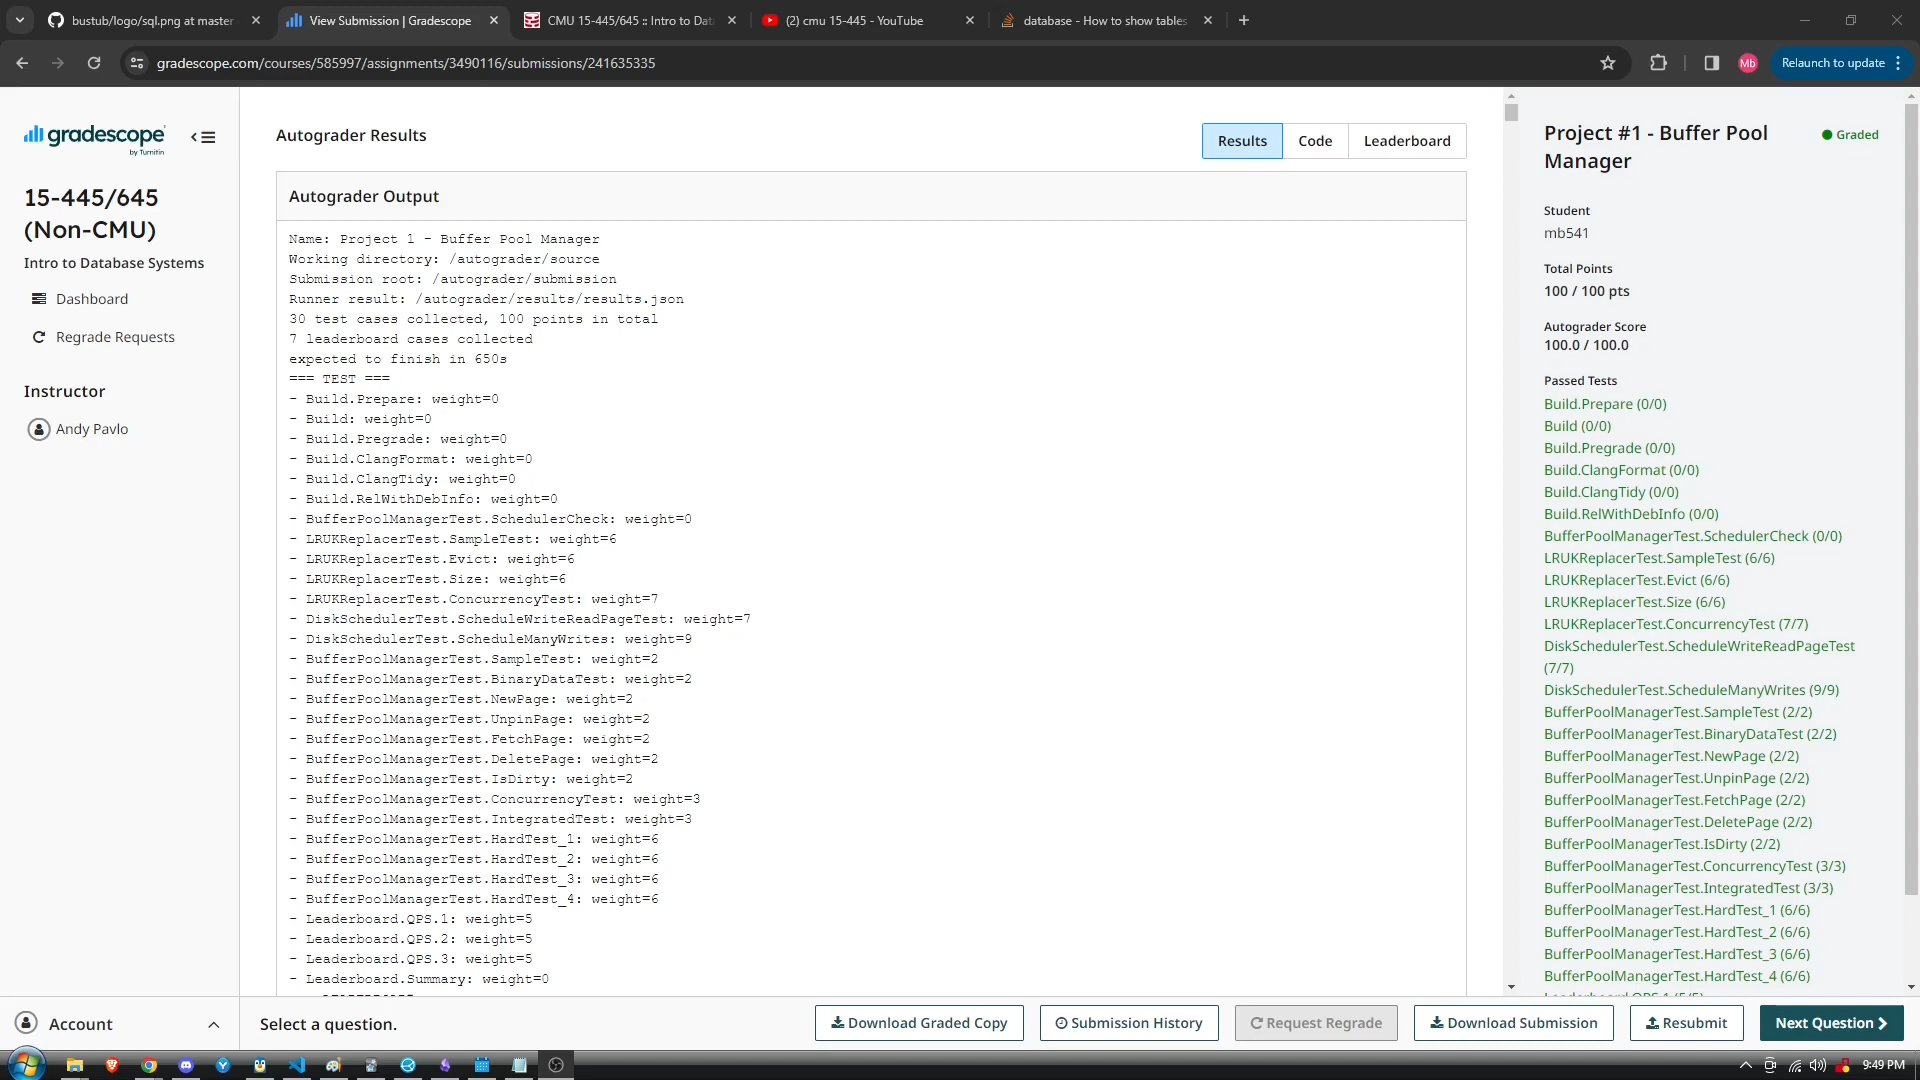 bustub/logo/sql.png at master
View Submission | Gradescope
CMU 15-445/645 :: Intro to Dat
(2) cmu 15-445 - YouTube
database - How to show tables
gradescope.com/courses/585997/assignments/3490116/submissions/241635335
Mb
Relaunch to update
gradescope
by Turnitin
15-445/645
(Non-CMU)
Intro to Database Systems
Dashboard
Regrade Requests
Instructor
Andy Pavlo
Account
Autograder Results
Results
Code
Leaderboard
Autograder Output
Name: Project 1 - Buffer Pool Manager
Working directory: /autograder/source
Submission root: /autograder/submission
Runner result: /autograder/results/results.json
30 test cases collected, 100 points in total
7 leaderboard cases collected
expected to finish in 650s
=== TEST ===
- Build.Prepare: weight=0
- Build: weight=0
- Build.Pregrade: weight=0
- Build.ClangFormat: weight=0
- Build.ClangTidy: weight=0
- Build.RelWithDebInfo: weight=0
- BufferPoolManagerTest.SchedulerCheck: weight=0
- LRUKReplacerTest.SampleTest: weight=6
- LRUKReplacerTest.Evict: weight=6
- LRUKReplacerTest.Size: weight=6
- LRUKReplacerTest.ConcurrencyTest: weight=7
- DiskSchedulerTest.ScheduleWriteReadPageTest: weight=7
- DiskSchedulerTest.ScheduleManyWrites: weight=9
- BufferPoolManagerTest.SampleTest: weight=2
- BufferPoolManagerTest.BinaryDataTest: weight=2
- BufferPoolManagerTest.NewPage: weight=2
- BufferPoolManagerTest.UnpinPage: weight=2
- BufferPoolManagerTest.FetchPage: weight=2
- BufferPoolManagerTest.DeletePage: weight=2
- BufferPoolManagerTest.IsDirty: weight=2
- BufferPoolManagerTest.ConcurrencyTest: weight=3
- BufferPoolManagerTest.IntegratedTest: weight=3
- BufferPoolManagerTest.HardTest_1: weight=6
- BufferPoolManagerTest.HardTest_2: weight=6
- BufferPoolManagerTest.HardTest_3: weight=6
- BufferPoolManagerTest.HardTest_4: weight=6
- Leaderboard.QPS.1: weight=5
- Leaderboard.QPS.2: weight=5
- Leaderboard.QPS.3: weight=5
- Leaderboard.Summary: weight=0
Project #1 - Buffer Pool
Manager
Graded
Student
mb541
Total Points
100 / 100 pts
Autograder Score
100.0 / 100.0
Passed Tests
Build.Prepare (0/0)
Build (0/0)
Build.Pregrade (0/0)
Build.ClangFormat (0/0)
Build.ClangTidy (0/0)
Build.RelWithDebInfo (0/0)
BufferPoolManagerTest.SchedulerCheck (0/0)
LRUKReplacerTest.SampleTest (6/6)
LRUKReplacerTest.Evict (6/6)
LRUKReplacerTest.Size (6/6)
LRUKReplacerTest.ConcurrencyTest (7/7)
DiskSchedulerTest.ScheduleWriteReadPageTest
(7/7)
DiskSchedulerTest.ScheduleManyWrites (9/9)
BufferPoolManagerTest.SampleTest (2/2)
BufferPoolManagerTest.BinaryDataTest (2/2)
BufferPoolManagerTest.NewPage (2/2)
BufferPoolManagerTest.UnpinPage (2/2)
BufferPoolManagerTest.FetchPage (2/2)
BufferPoolManagerTest.DeletePage (2/2)
BufferPoolManagerTest.IsDirty (2/2)
BufferPoolManagerTest.ConcurrencyTest (3/3)
BufferPoolManagerTest.IntegratedTest (3/3)
BufferPoolManagerTest.HardTest_1 (6/6)
BufferPoolManagerTest.HardTest_2 (6/6)
BufferPoolManagerTest.HardTest_3 (6/6)
BufferPoolManagerTest.HardTest_4 (6/6)
Leaderboard.QPS.1 (5/5)
Select a question.
Download Graded Copy
Submission History
Request Regrade
Download Submission
Resubmit
Next Question
9:49 PM